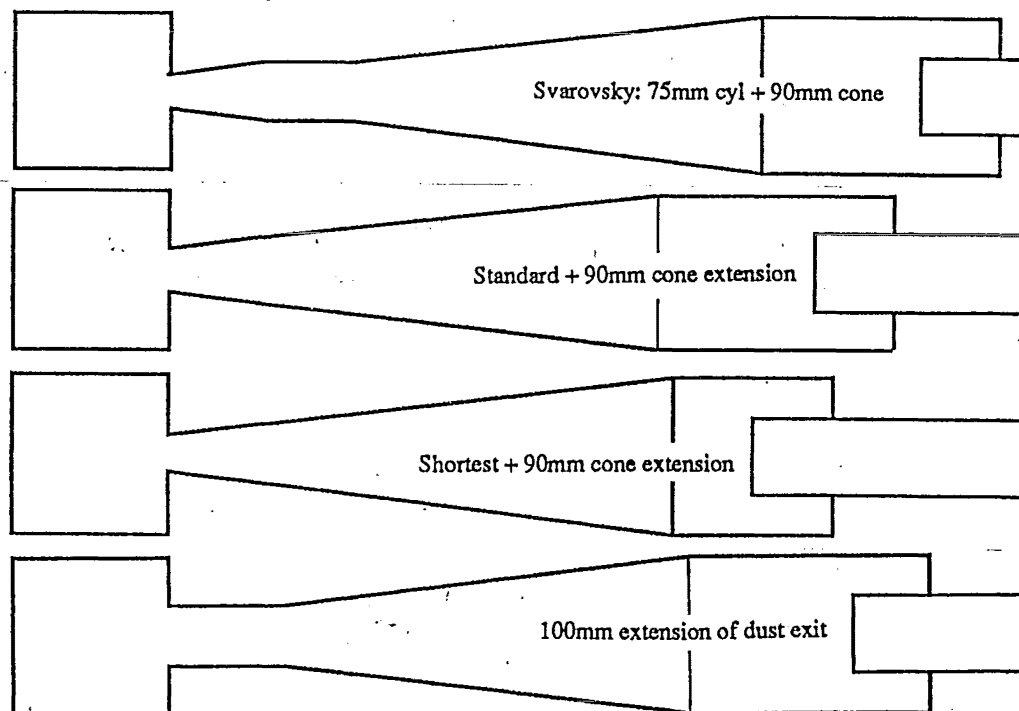 Svarovsky: 75mm cyl + 90mm cone
Standard + 90mm cone extension
Shortest + 90mm cone extension
100mm extension of dust exit